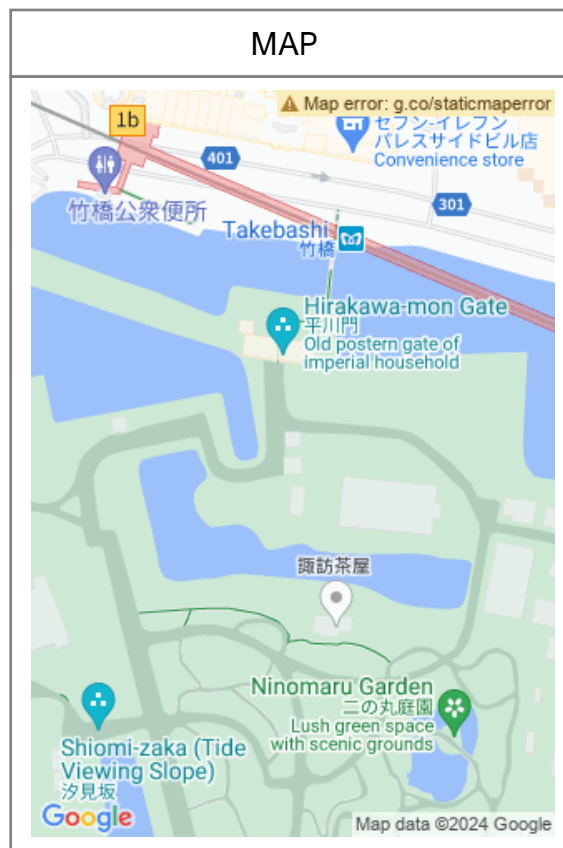 MAP
Map error: g.co/staticmaperror
1b
401
セブン-イレブン
パレスサイドビル店
Convenience store
竹橋公衆便所
301
Takebashi
竹橋
Hirakawa-mon Gate
平川門
Old postern gate of
imperial household
諏訪茶屋
Ninomaru Garden
二の丸庭園
Lush green space
with scenic grounds
Shiomi-zaka (Tide
Viewing Slope)
汐見坂
Google
Map data ©2024 Google